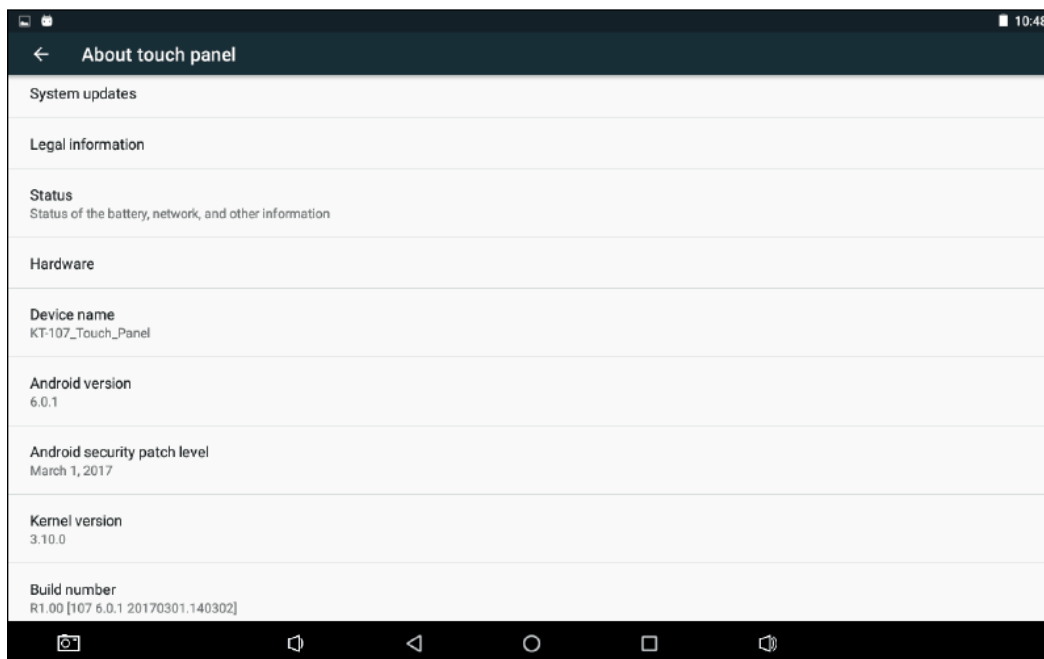 10:48
About touch panel
System updates
Legal information
Status
Status of the battery, network, and other information
Hardware
Device name
KT-107_Touch_Panel
Android version
6.0.1
Android security patch level
March 1, 2017
Kernel version
3.10.0
Build number
R1.00 [107 6.0.1 20170301.140302]